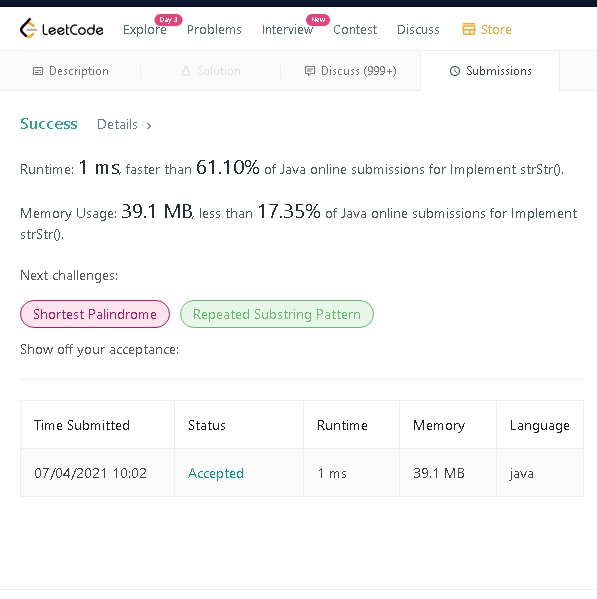 LeetCode Explore Day 3 Problems Interview New Contest Discuss Store
Description Solution Discuss (999+) Submissions
Success Details >
Runtime: 1 ms, faster than 61.10% of Java online submissions for Implement strStr().
Memory Usage: 39.1 MB, less than 17.35% of Java online submissions for Implement
strStr().
Next challenges:
Shortest Palindrome Repeated Substring Pattern
Show off your acceptance:
Time Submitted Status Runtime Memory Language
07/04/2021 10:02 Accepted 1 ms 39.1 MB java